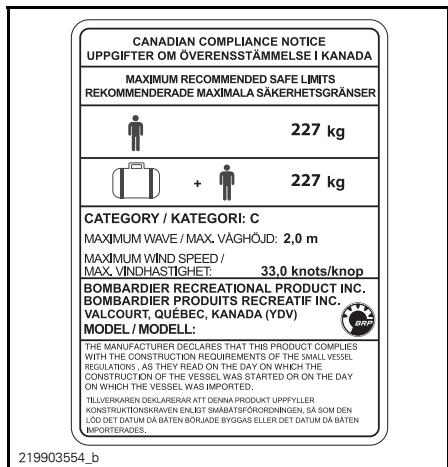 CANADIAN COMPLIANCE NOTICE
UPPGIFTER OM ÖVERENSSTÄMMELSE I KANADA
MAXIMUM RECOMMENDED SAFE LIMITS
REKOMMENDERADE MAXIMALA SÄKERHETSGRÄNSER
227 kg
+ 227 kg
CATEGORY / KATEGORI: C
MAXIMUM WAVE / MAX. VÅGHÖJD: 2,0 m
MAXIMUM WIND SPEED /
MAX. VINDHASTIGHET: 33,0 knots/knop
BOMBARDIER RECREATIONAL PRODUCT INC.
BOMBARDIER PRODUITS RECREATIF INC.
VALCOURT, QUÉBEC, KANADA (YDV)
MODEL / MODELL:
BRP
THE MANUFACTURER DECLARES THAT THIS PRODUCT COMPLIES
WITH THE CONSTRUCTION REQUIREMENTS OF THE SMALL VESSEL
REGULATIONS , AS THEY READ ON THE DAY ON WHICH THE
CONSTRUCTION OF THE VESSEL WAS STARTED OR ON THE DAY
ON WHICH THE VESSEL WAS IMPORTED.
TILLVERKAREN DEKLARERAR ATT DENNA PRODUKT UPPFYLLER
KONSTRUKTIONSKRAVEN ENLIGT SMÅBÅTSFÖRORDNINGEN, SÅ SOM DEN
LÖD DET DATUM DÅ BÅTEN BÖRJADE BYGGAS ELLER DET DATUM DÅ BÅTEN
IMPORTERADES.
219903554_b